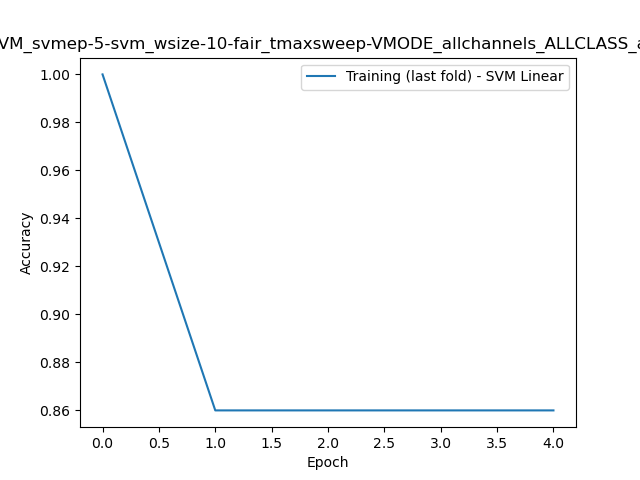 VM_svmep-5-svm_wsize-10-fair_tmaxsweep-VMODE_allchannels_ALLCLASS_a
Training (last fold) - SVM Linear
1.00
0.98
0.96
0.94
0.92
0.90
0.88
0.86
Accuracy
0.0 0.5 1.0 1.5 2.0 2.5 3.0 3.5 4.0
Epoch